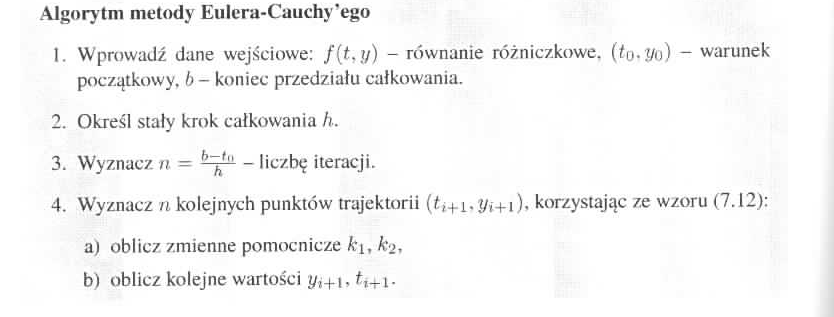 Algorytm metody Eulera-Cauchy'ego
1. Wprowadź dane wejściowe: f(t, y) – równanie różniczkowe, (t₀, y₀) – warunek
początkowy, b – koniec przedziału całkowania.
2. Określ stały krok całkowania h.
3. Wyznacz n = \frac{b-t₀}{h} – liczbę iteracji.
4. Wyznacz n kolejnych punktów trajektorii (tᵢ₊₁, yᵢ₊₁), korzystając ze wzoru (7.12):
a) oblicz zmienne pomocnicze k₁, k₂,
b) oblicz kolejne wartości yᵢ₊₁, tᵢ₊₁.